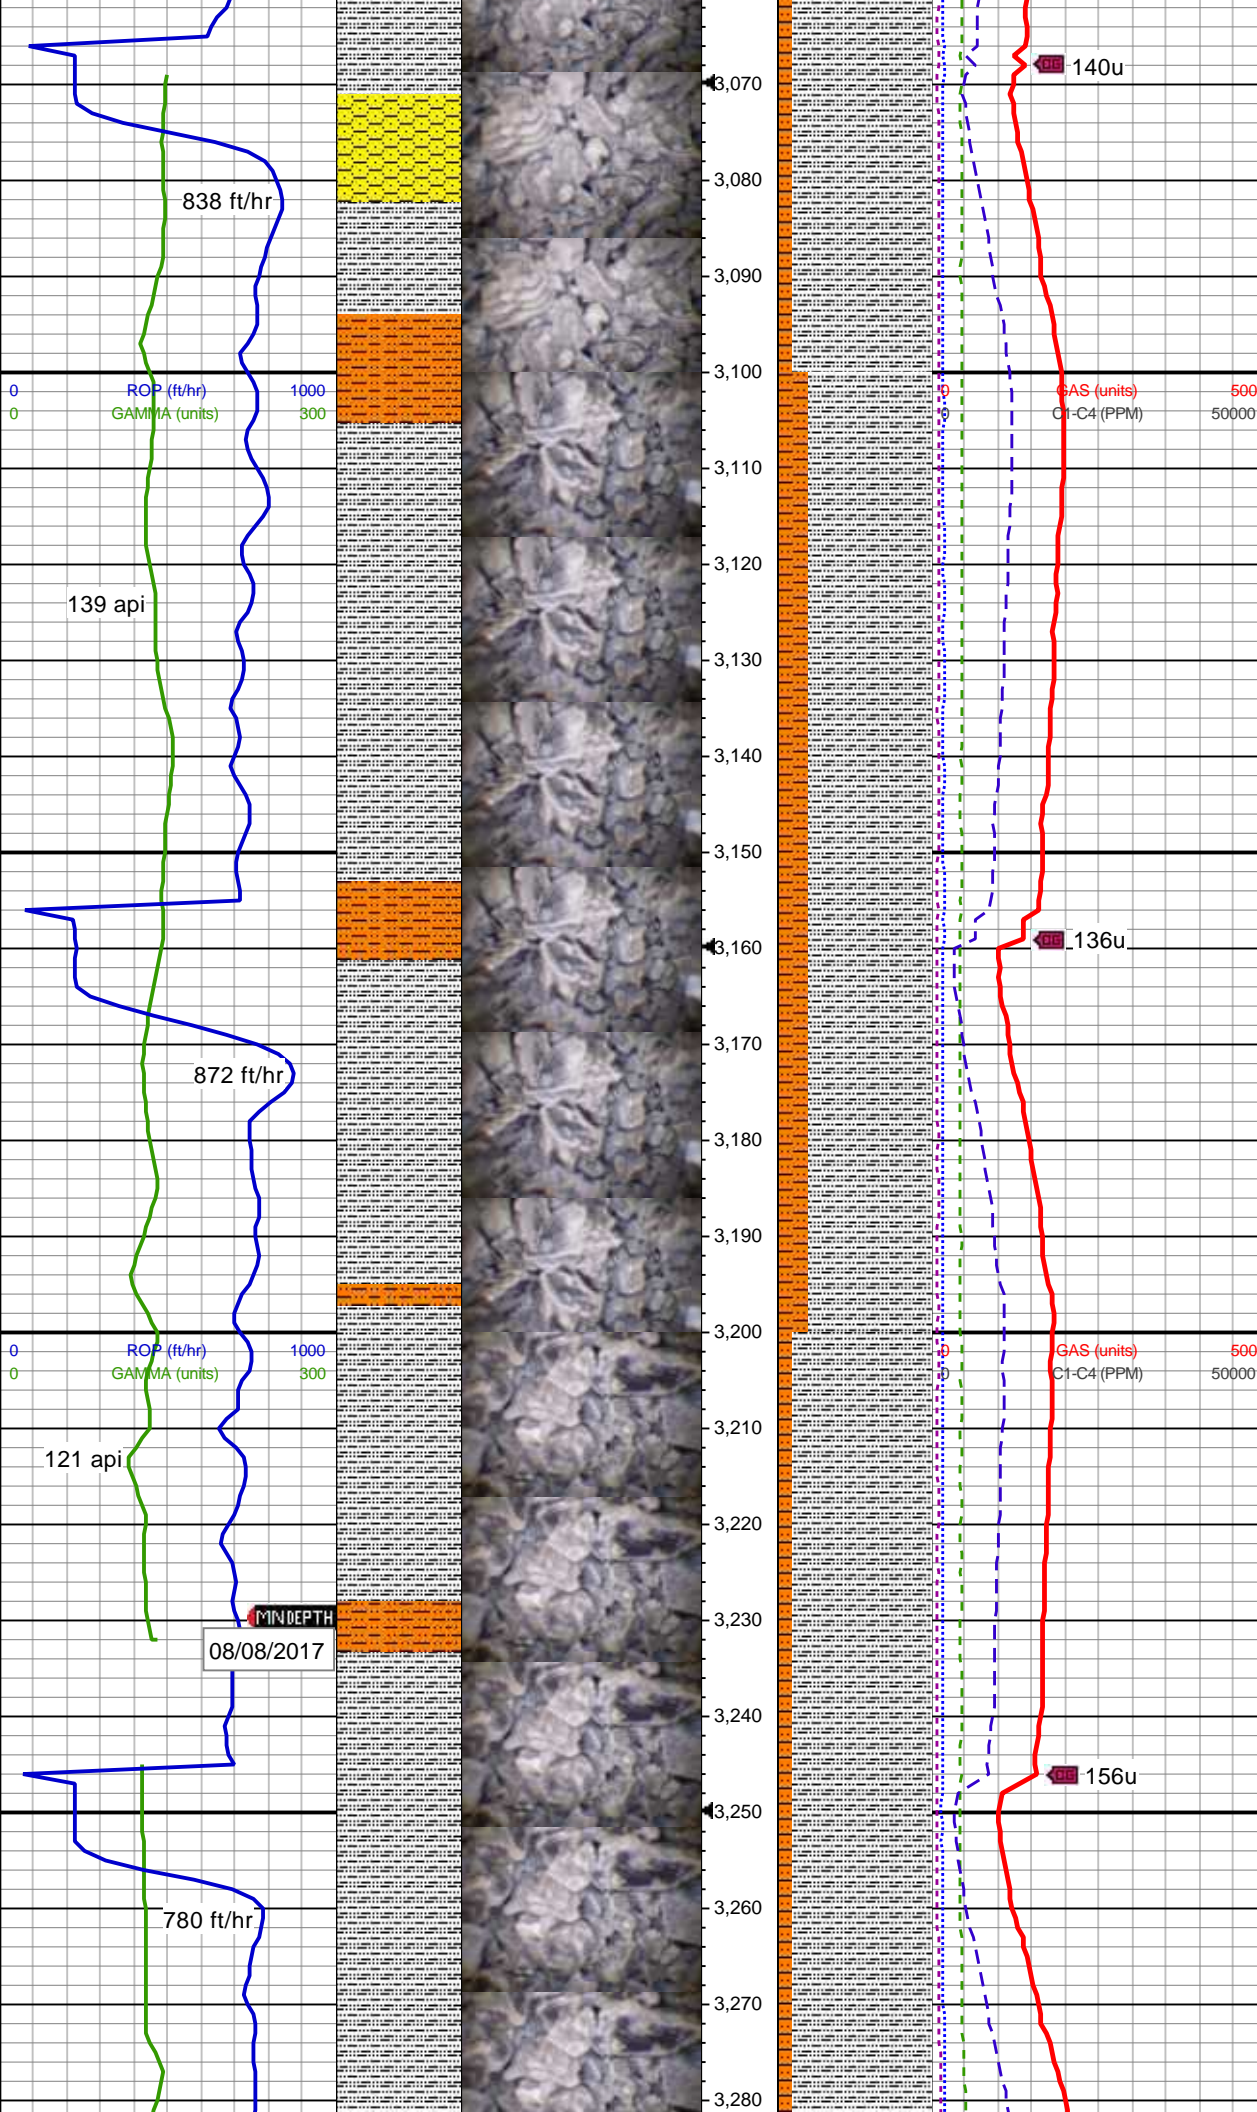 CG 140u
3,070
3,080
838 ft/hr
3,090
3,100
0 ROP (ft/hr) 1000
0 GAMMA (units) 300
0 GAS (units) 500
0 C1-C4 (PPM) 50000
3,110
3,120
139 api
3,130
3,140
3,150
CG 136u
3,160
3,170
872 ft/hr
3,180
3,190
3,200
0 ROP (ft/hr) 1000
0 GAMMA (units) 300
0 GAS (units) 500
0 C1-C4 (PPM) 50000
3,210
121 api
3,220
3,230
MN DEPTH
08/08/2017
3,240
CG 156u
3,250
3,260
780 ft/hr
3,270
3,280